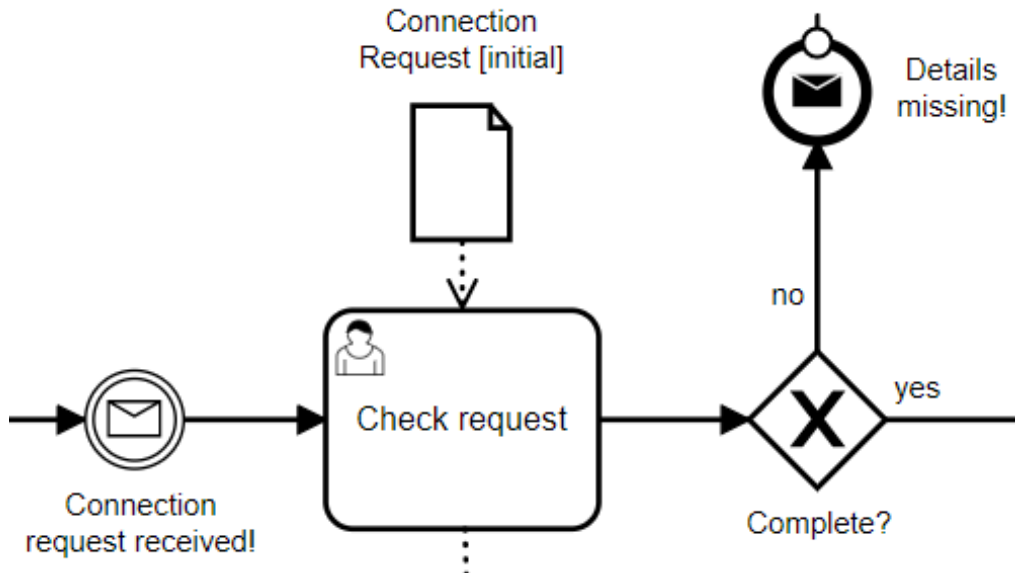 Connection
Request [initial]
Details
missing!
no
yes
Check request
Connection
request received!
Complete?